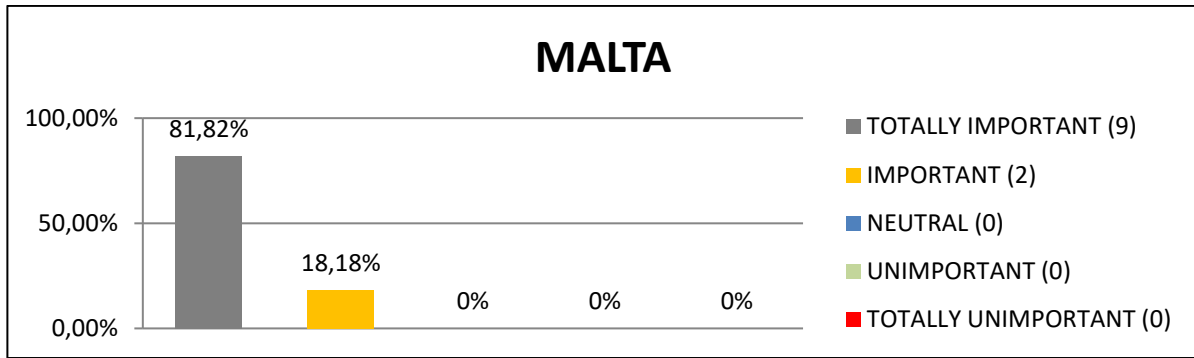 MALTA
100,00%
50,00%
0,00%
81,82%
18,18%
0%
0%
0%
TOTALLY IMPORTANT (9)
IMPORTANT (2)
NEUTRAL (0)
UNIMPORTANT (0)
TOTALLY UNIMPORTANT (0)